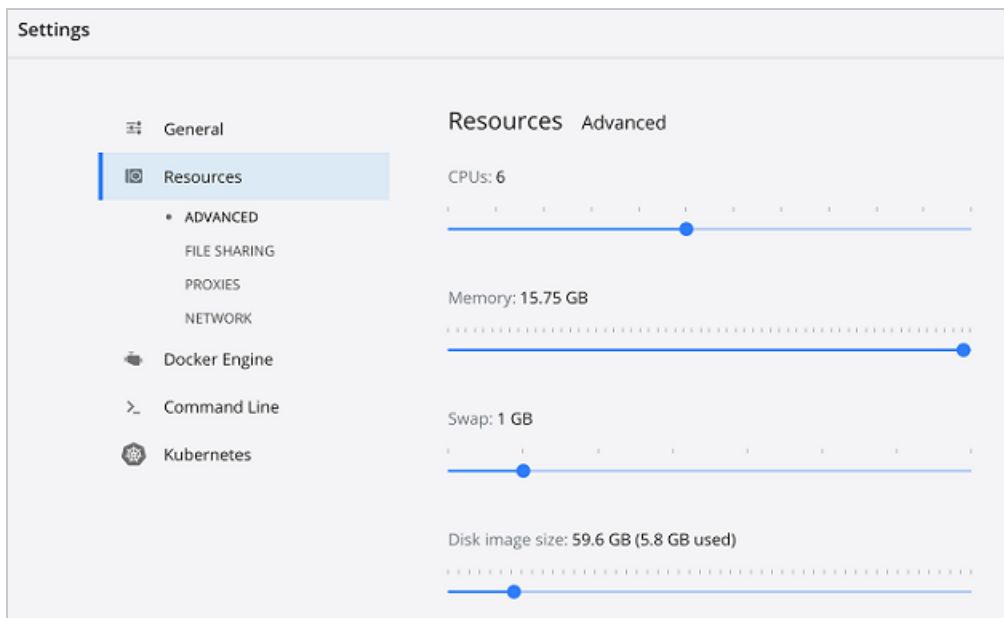 Settings
General
Resources
ADVANCED
FILE SHARING
PROXIES
NETWORK
Docker Engine
Command Line
Kubernetes
Resources Advanced
CPUs: 6
Memory: 15.75 GB
Swap: 1 GB
Disk image size: 59.6 GB (5.8 GB used)